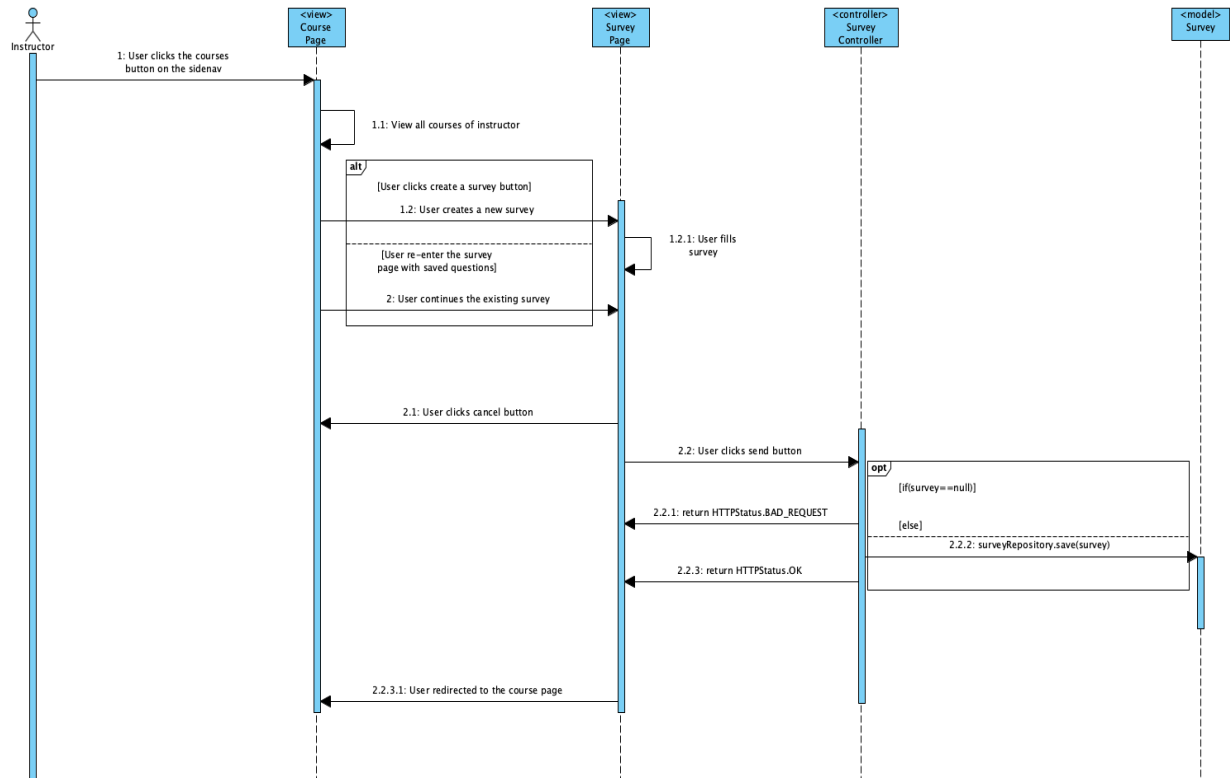 <view>
Course
Page
<view>
Survey
Page
<controller>
Survey
Controller
<model>
Survey
Instructor
1: User clicks the courses
button on the sidenav
1.1: View all courses of instructor
alt
[User clicks create a survey button]
1.2: User creates a new survey
1.2.1: User fills
survey
[User re-enter the survey
page with saved questions]
2: User continues the existing survey
2.1: User clicks cancel button
2.2: User clicks send button
opt
[if(survey==null)]
2.2.1: return HTTPStatus.BAD_REQUEST
[else]
2.2.2: surveyRepository.save(survey)
2.2.3: return HTTPStatus.OK
2.2.3.1: User redirected to the course page